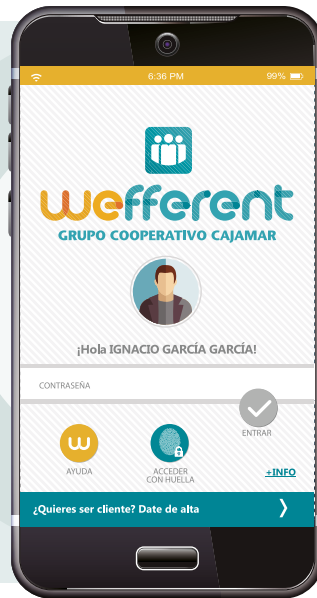 6:36 PM 99%
wefferent
GRUPO COOPERATIVO CAJAMAR
¡Hola IGNACIO GARCÍA GARCÍA!
CONTRASEÑA
ENTRAR
w
AYUDA
ACCEDER
CON HUELLA
+INFO
¿Quieres ser cliente? Date de alta